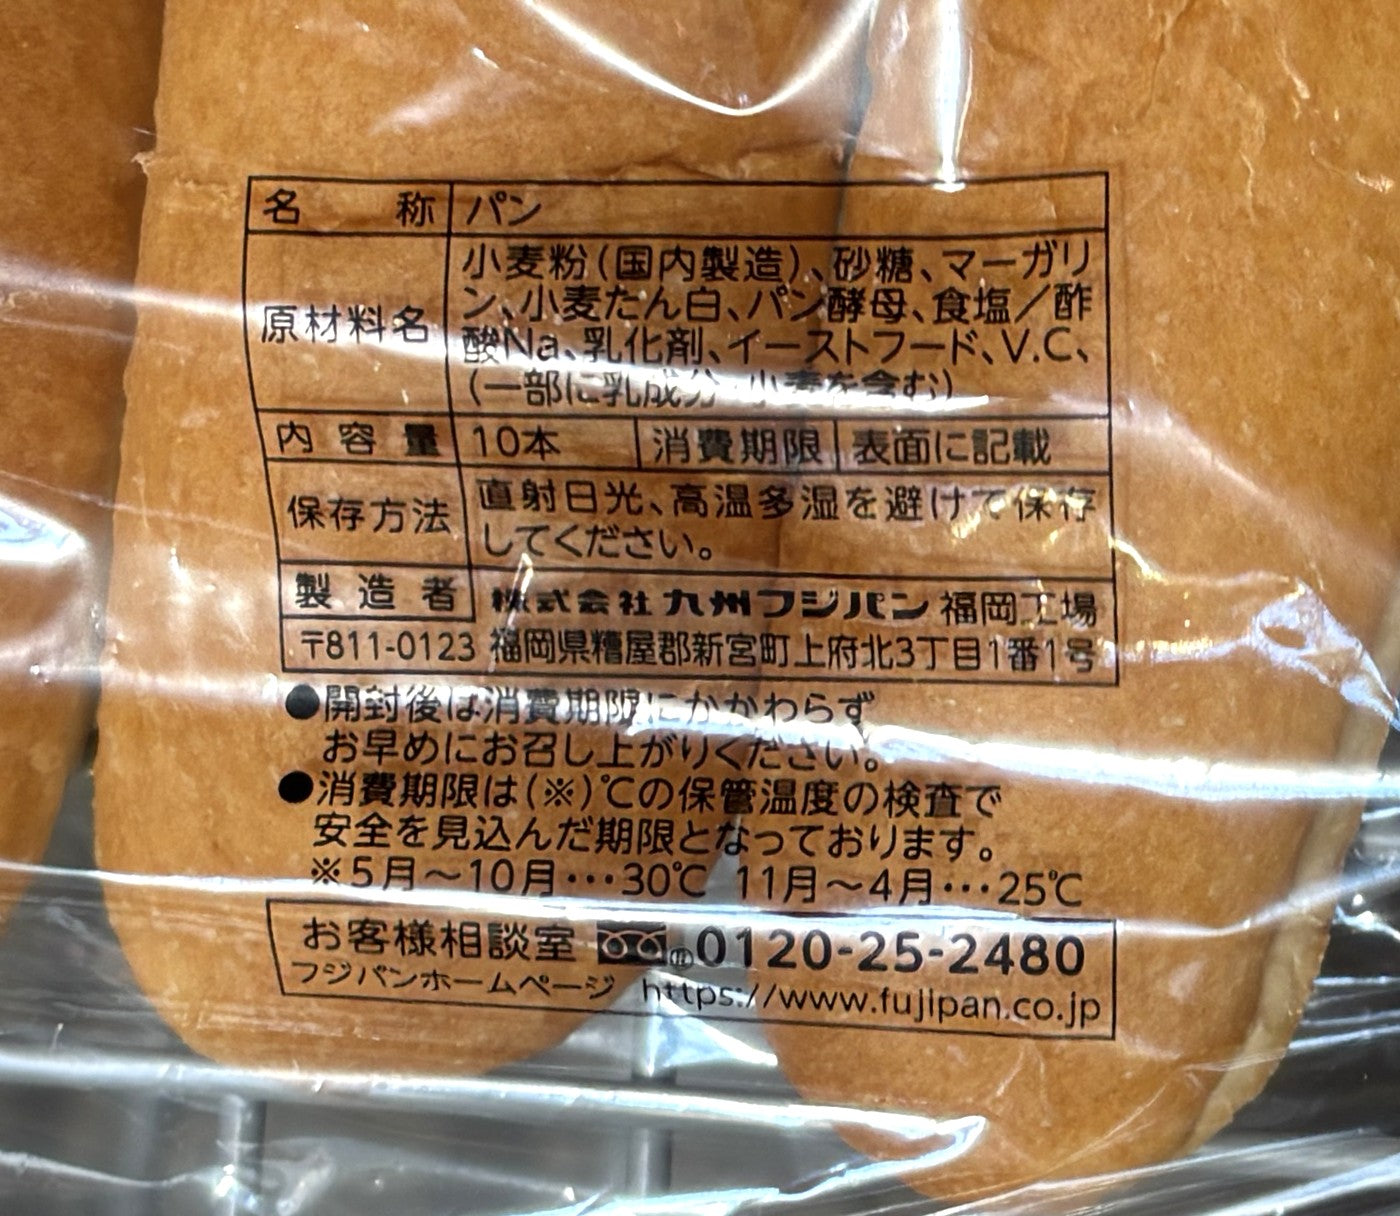 名称 パン
原材料名
小麦粉(国内製造)、砂糖、マーガリ
ン、小麦たん白、パン酵母、食塩/酢
酸Na、乳化剤、イーストフード、V.C、
(一部に乳成分・小麦を含む)
内容量 10本 消費期限 表面に記載
保存方法
直射日光、高温多湿を避けて保存
してください。
製造者 株式会社九州フジパン 福岡工場
〒811-0123 福岡県糟屋郡新宮町上府北3丁目1番1号
●開封後は消費期限にかかわらず
お早めにお召し上がりください。
●消費期限は(※)℃の保管温度の検査で
安全を見込んだ期限となっております。
※5月〜10月・・・30℃ 11月〜4月・・・25℃
お客様相談室 0120-25-2480
フジパンホームページ https://www.fujipan.co.jp